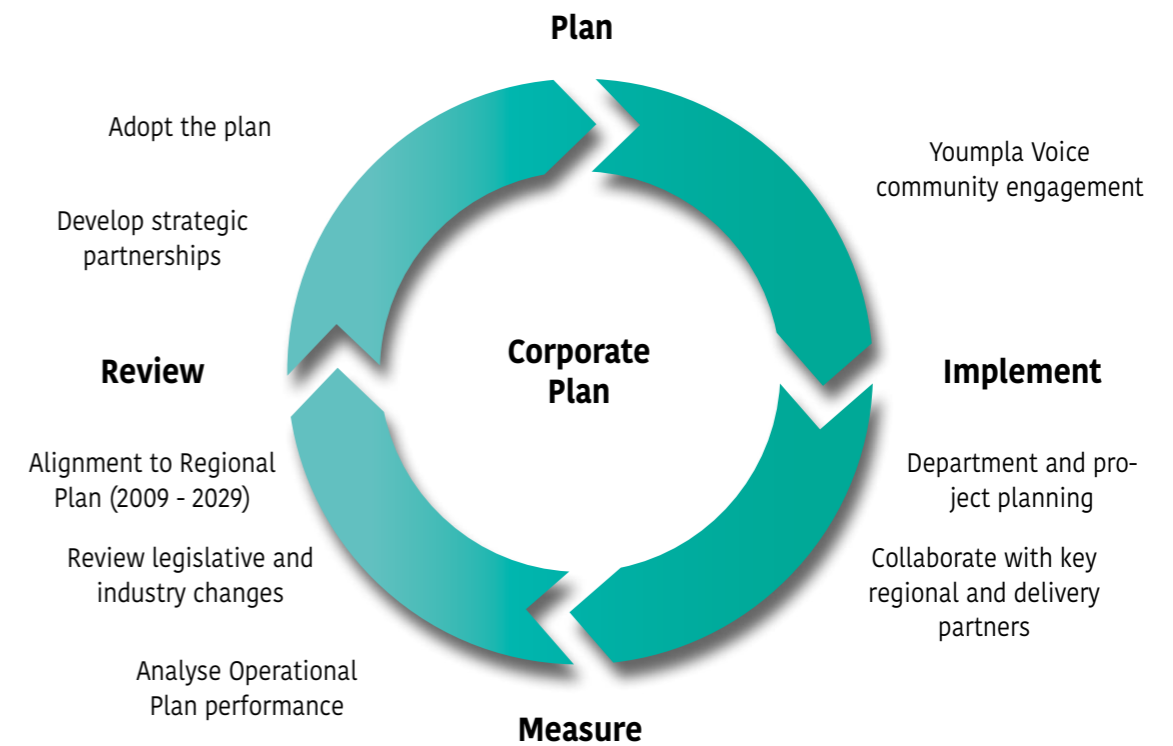 Plan
Adopt the plan
Youmpla Voice
community engagement
Develop strategic
partnerships
Corporate
Plan
Review
Implement
Alignment to Regional
Plan (2009 - 2029)
Department and pro-
ject planning
Review legislative and
industry changes
Collaborate with key
regional and delivery
partners
Analyse Operational
Plan performance
Measure